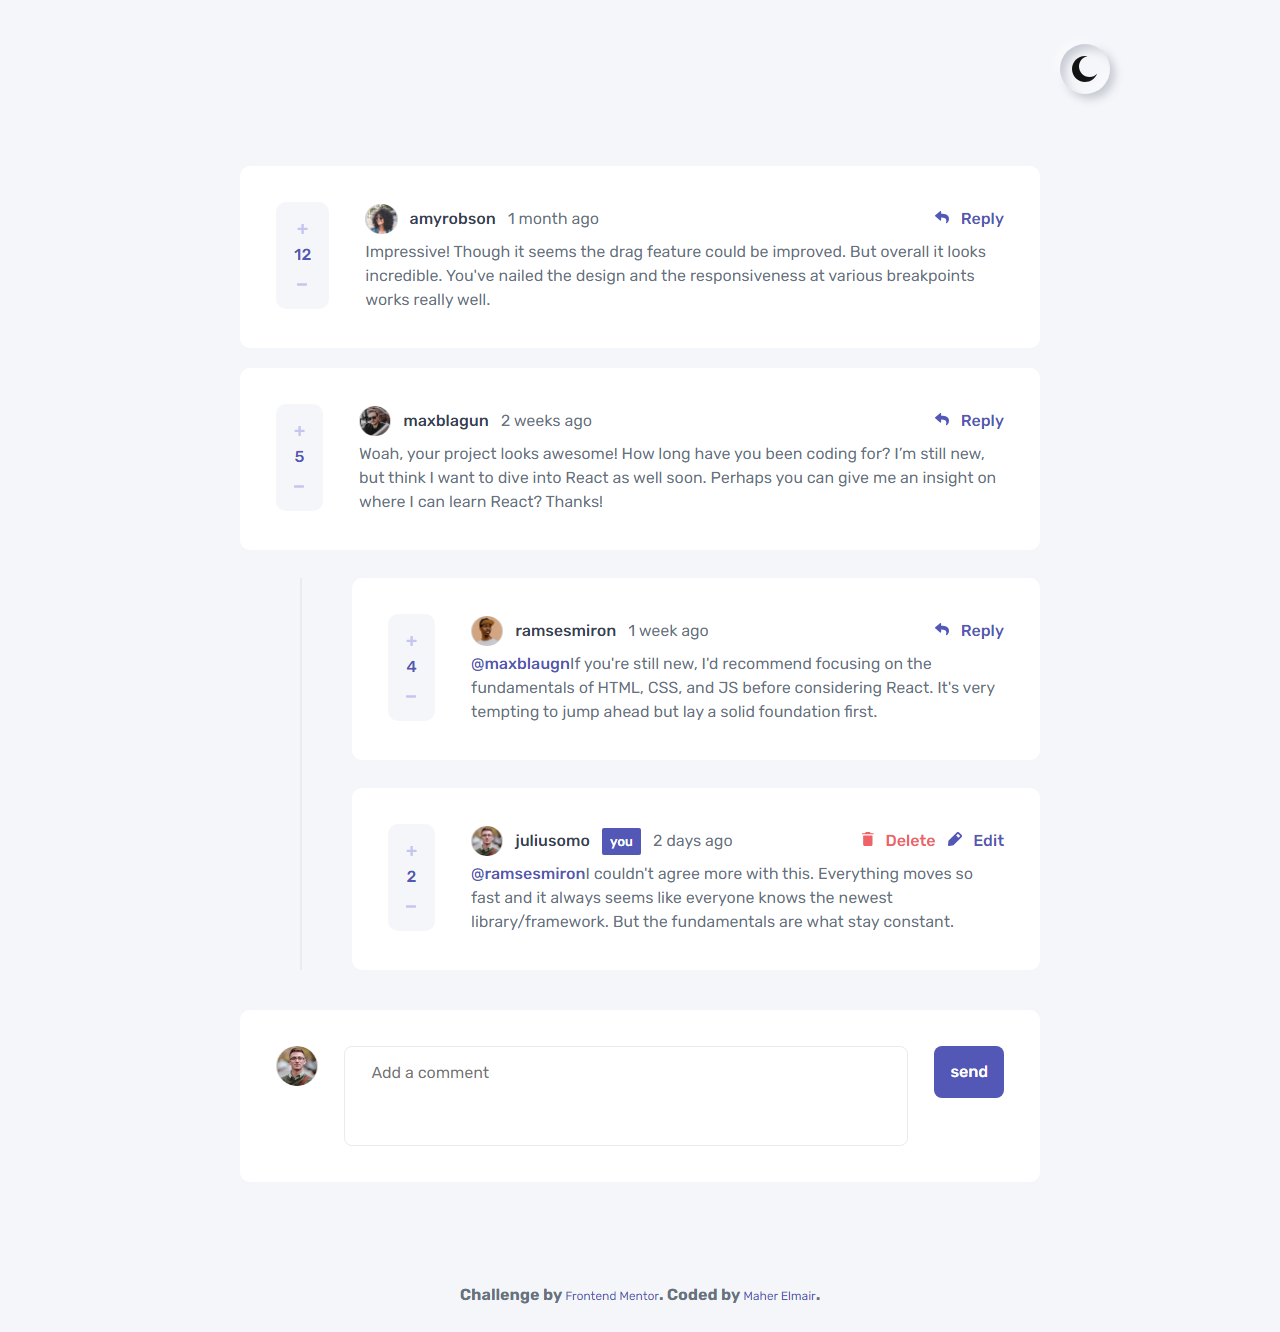 +
12
−
amyrobson 1 month ago Reply
Impressive! Though it seems the drag feature could be improved. But overall it looks
incredible. You've nailed the design and the responsiveness at various breakpoints
works really well.
+
5
−
maxblagun 2 weeks ago Reply
Woah, your project looks awesome! How long have you been coding for? I’m still new,
but think I want to dive into React as well soon. Perhaps you can give me an insight on
where I can learn React? Thanks!
+
4
−
ramsesmiron 1 week ago Reply
@maxblaugnIf you're still new, I'd recommend focusing on the
fundamentals of HTML, CSS, and JS before considering React. It's very
tempting to jump ahead but lay a solid foundation first.
+
2
−
juliusomo you 2 days ago Delete Edit
@ramsesmironI couldn't agree more with this. Everything moves so
fast and it always seems like everyone knows the newest
library/framework. But the fundamentals are what stay constant.
Add a comment
send
Challenge by Frontend Mentor. Coded by Maher Elmair.